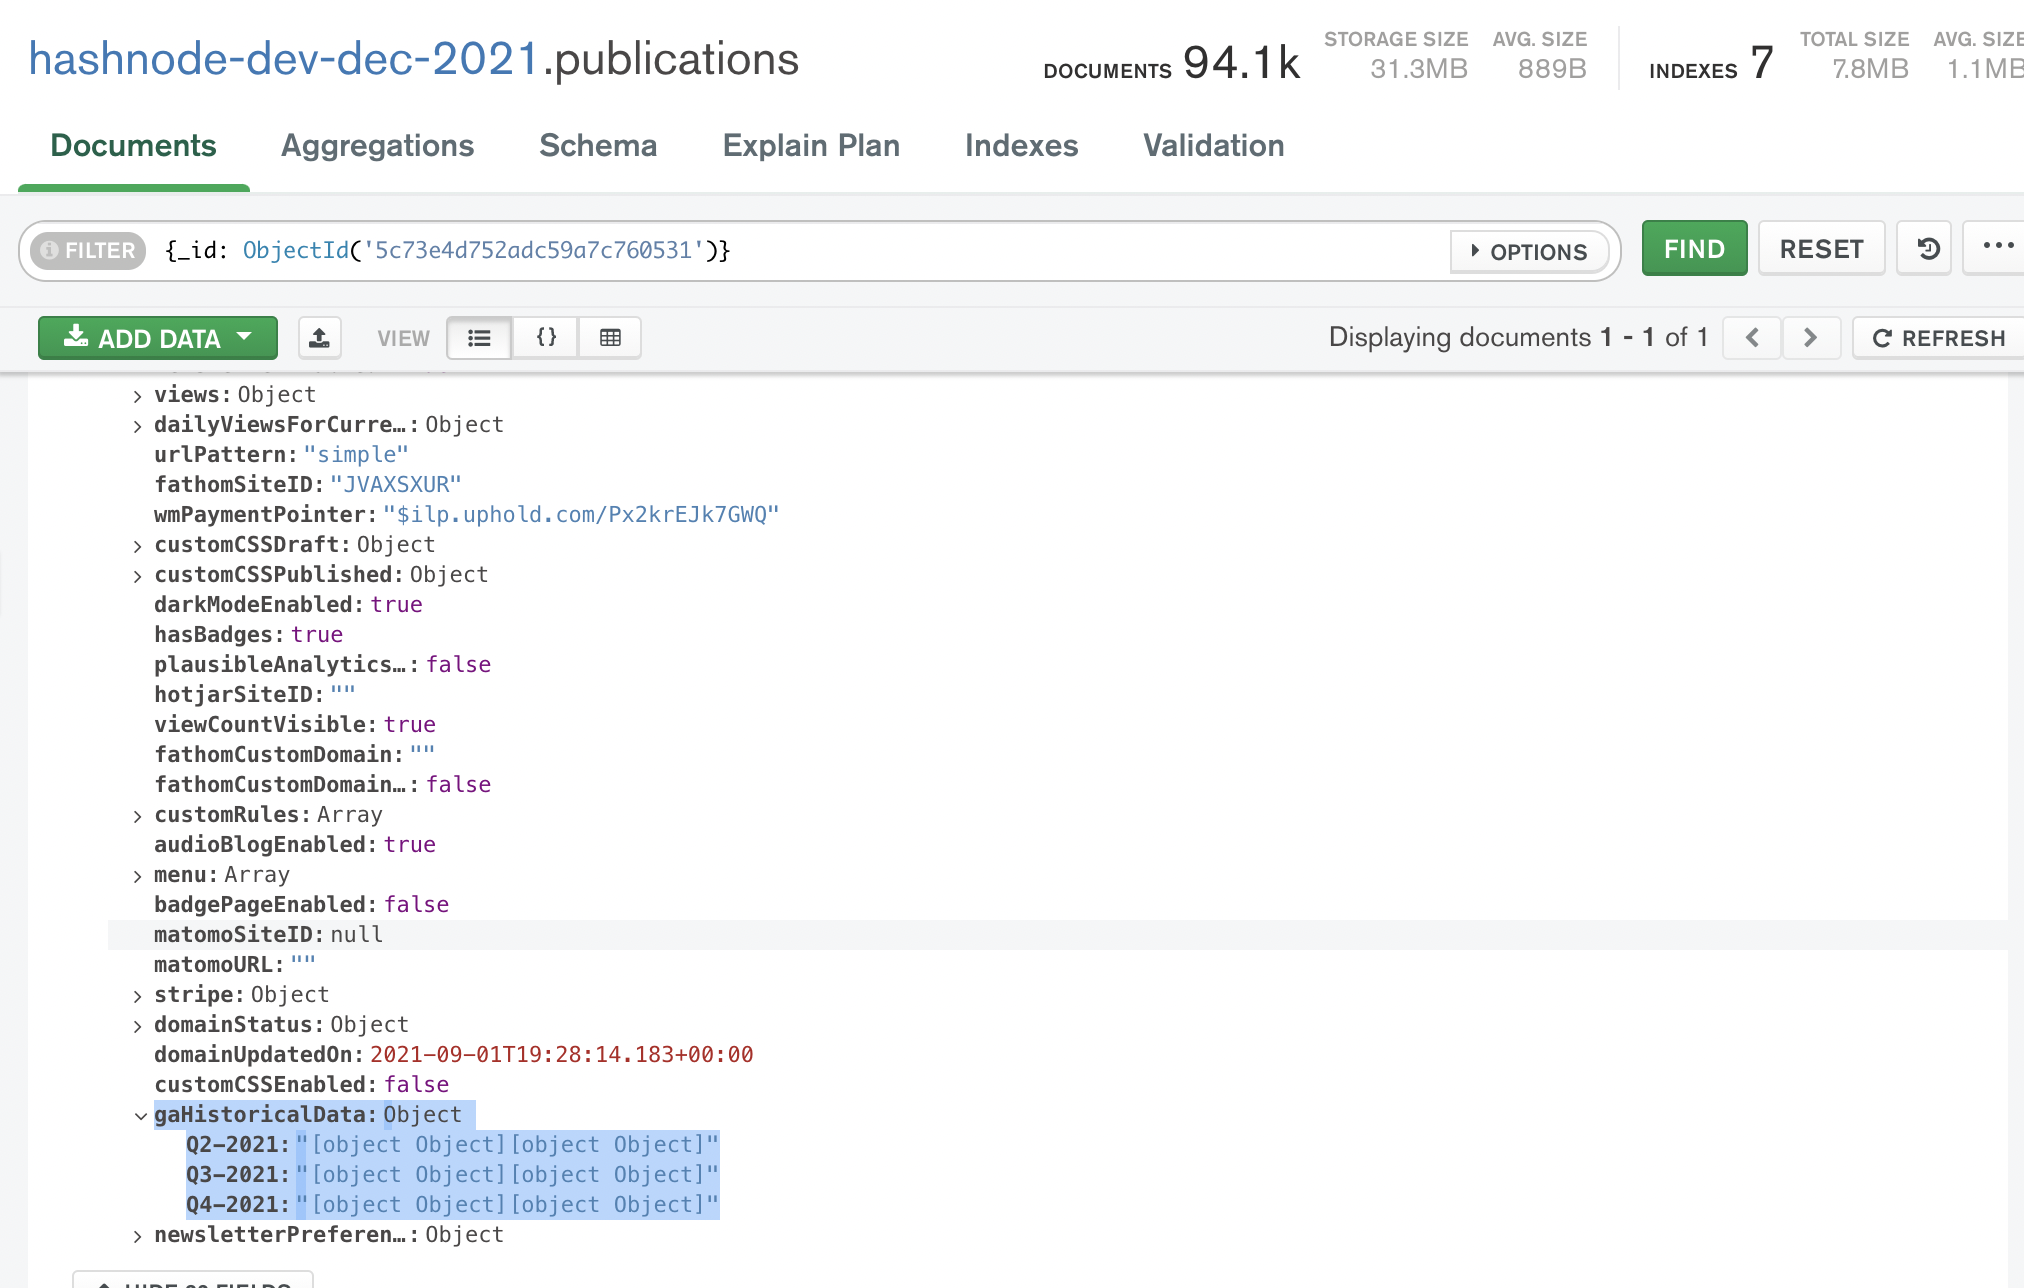 hashnode-dev-dec-2021.publications
DOCUMENTS 94.1k
STORAGE SIZE 31.3MB
AVG. SIZE 889B
INDEXES 7
TOTAL SIZE 7.8MB
AVG. SIZE 1.1MB
Documents Aggregations Schema Explain Plan Indexes Validation
FILTER {_id: ObjectId('5c73e4d752adc59a7c760531')} OPTIONS FIND RESET ...
ADD DATA VIEW {} Displaying documents 1 - 1 of 1 REFRESH
views: Object
dailyViewsForCurre…: Object
urlPattern: "simple"
fathomSiteID: "JVAXSXUR"
wmPaymentPointer: "$ilp.uphold.com/Px2krEJk7GWQ"
customCSSDraft: Object
customCSSPublished: Object
darkModeEnabled: true
hasBadges: true
plausibleAnalytics…: false
hotjarSiteID: ""
viewCountVisible: true
fathomCustomDomain: ""
fathomCustomDomain…: false
customRules: Array
audioBlogEnabled: true
menu: Array
badgePageEnabled: false
matomoSiteID: null
matomoURL: ""
stripe: Object
domainStatus: Object
domainUpdatedOn: 2021-09-01T19:28:14.183+00:00
customCSSEnabled: false
gaHistoricalData: Object
Q2-2021: "[object Object][object Object]"
Q3-2021: "[object Object][object Object]"
Q4-2021: "[object Object][object Object]"
newsletterPreferen…: Object
HIDE FIELDS